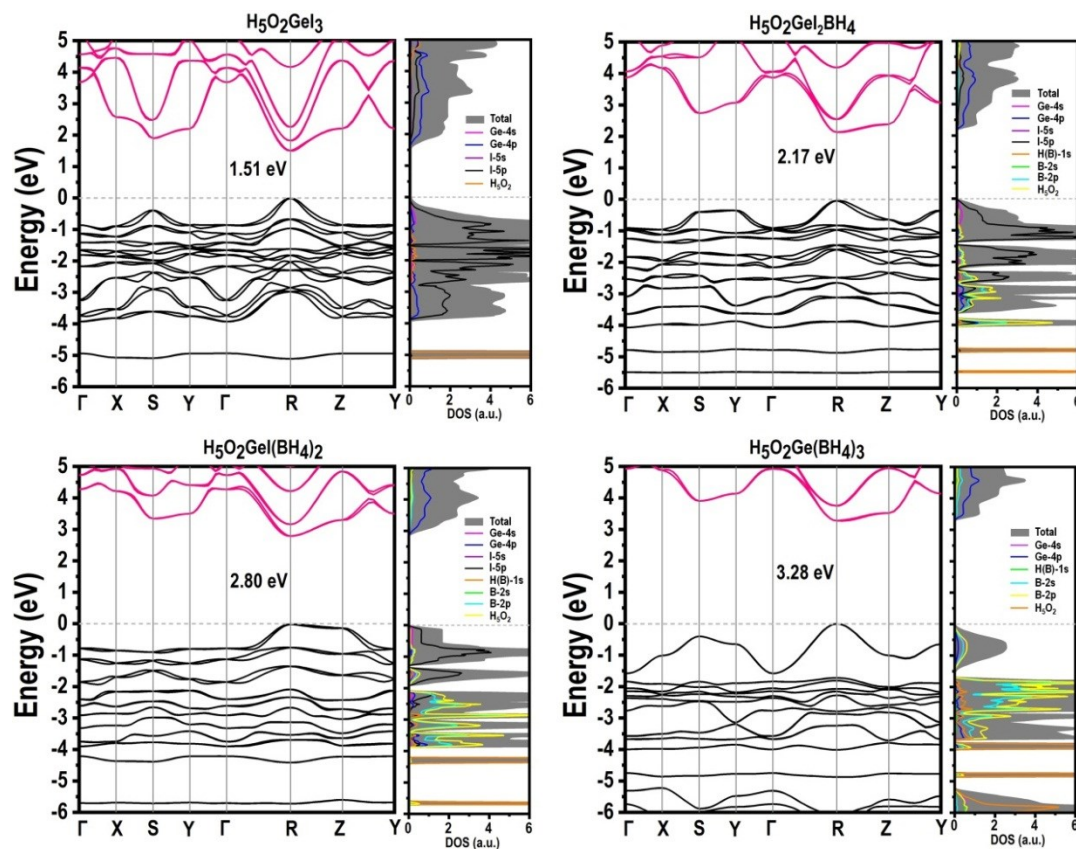 H5O2GeI3
Energy (eV)
5
4
3
2
1
0
-1
-2
-3
-4
-5
-6
1.51 eV
Γ X S Y Γ R Z Y
Total
Ge-4s
Ge-4p
I-5s
I-5p
H5O2
0 2 4 6
DOS (a.u.)
H5O2GeI2BH4
Energy (eV)
5
4
3
2
1
0
-1
-2
-3
-4
-5
-6
2.17 eV
Γ X S Y Γ R Z Y
Total
Ge-4s
Ge-4p
I-5s
I-5p
H(B)-1s
B-2s
B-2p
H5O2
0 2 4 6
DOS (a.u.)
H5O2GeI(BH4)2
Energy (eV)
5
4
3
2
1
0
-1
-2
-3
-4
-5
-6
2.80 eV
Γ X S Y Γ R Z Y
Total
Ge-4s
Ge-4p
I-5s
I-5p
H(B)-1s
B-2s
B-2p
H5O2
0 2 4 6
DOS (a.u.)
H5O2Ge(BH4)3
Energy (eV)
5
4
3
2
1
0
-1
-2
-3
-4
-5
-6
3.28 eV
Γ X S Y Γ R Z Y
Total
Ge-4s
Ge-4p
H(B)-1s
B-2s
B-2p
H5O2
0 2 4 6
DOS (a.u.)